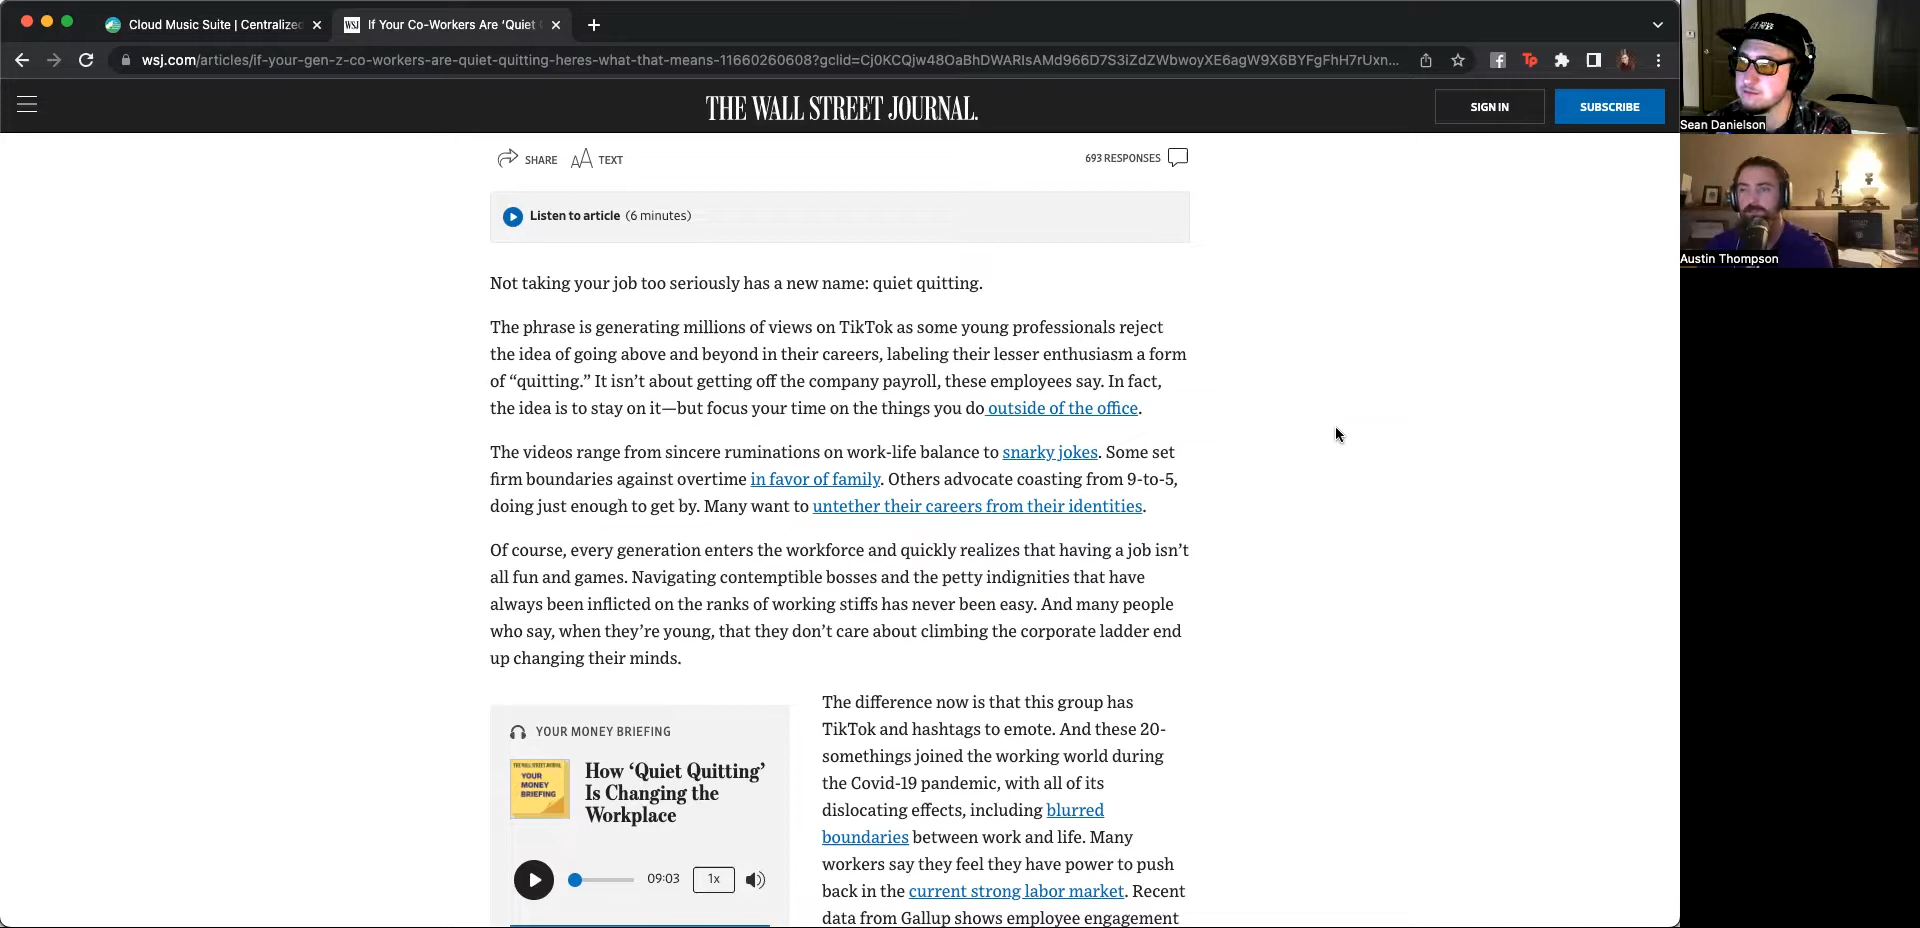 Cloud Music Suite | Centralized
WSJ If Your Co-Workers Are ‘Quiet
wsj.com/articles/if-your-gen-z-co-workers-are-quiet-quitting-heres-what-that-means-11660260608?gclid=Cj0KCQjw48OaBhDWARIsAMd966D7S3iZdZWbwoyXE6agW9X6BYFgFhH7rUxn...
Tp
THE WALL STREET JOURNAL.
SIGN IN
SUBSCRIBE
Sean Danielson
Austin Thompson
SHARE
AA TEXT
693 RESPONSES
Listen to article (6 minutes)
Not taking your job too seriously has a new name: quiet quitting.
The phrase is generating millions of views on TikTok as some young professionals reject
the idea of going above and beyond in their careers, labeling their lesser enthusiasm a form
of “quitting.” It isn’t about getting off the company payroll, these employees say. In fact,
the idea is to stay on it—but focus your time on the things you do outside of the office.
The videos range from sincere ruminations on work-life balance to snarky jokes. Some set
firm boundaries against overtime in favor of family. Others advocate coasting from 9-to-5,
doing just enough to get by. Many want to untether their careers from their identities.
Of course, every generation enters the workforce and quickly realizes that having a job isn’t
all fun and games. Navigating contemptible bosses and the petty indignities that have
always been inflicted on the ranks of working stiffs has never been easy. And many people
who say, when they’re young, that they don’t care about climbing the corporate ladder end
up changing their minds.
YOUR MONEY BRIEFING
THE WALL STREET JOURNAL
YOUR
MONEY
BRIEFING
How ‘Quiet Quitting’
Is Changing the
Workplace
09:03
1x
The difference now is that this group has
TikTok and hashtags to emote. And these 20-
somethings joined the working world during
the Covid-19 pandemic, with all of its
dislocating effects, including blurred
boundaries between work and life. Many
workers say they feel they have power to push
back in the current strong labor market. Recent
data from Gallup shows employee engagement